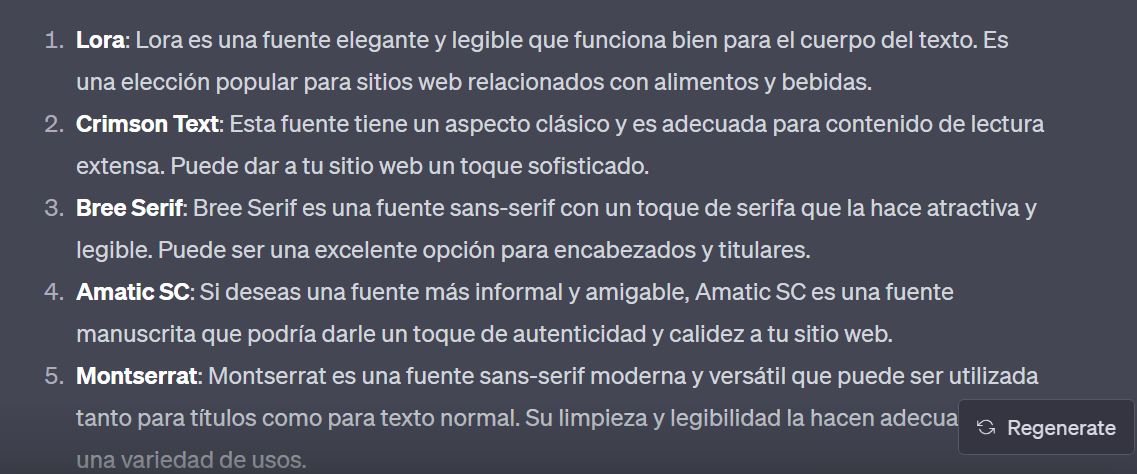 1. Lora: Lora es una fuente elegante y legible que funciona bien para el cuerpo del texto. Es
una elección popular para sitios web relacionados con alimentos y bebidas.
2. Crimson Text: Esta fuente tiene un aspecto clásico y es adecuada para contenido de lectura
extensa. Puede dar a tu sitio web un toque sofisticado.
3. Bree Serif: Bree Serif es una fuente sans-serif con un toque de serifa que la hace atractiva y
legible. Puede ser una excelente opción para encabezados y titulares.
4. Amatic SC: Si deseas una fuente más informal y amigable, Amatic SC es una fuente
manuscrita que podría darle un toque de autenticidad y calidez a tu sitio web.
5. Montserrat: Montserrat es una fuente sans-serif moderna y versátil que puede ser utilizada
tanto para títulos como para texto normal. Su limpieza y legibilidad la hacen adecua
Regenerate
una variedad de usos.